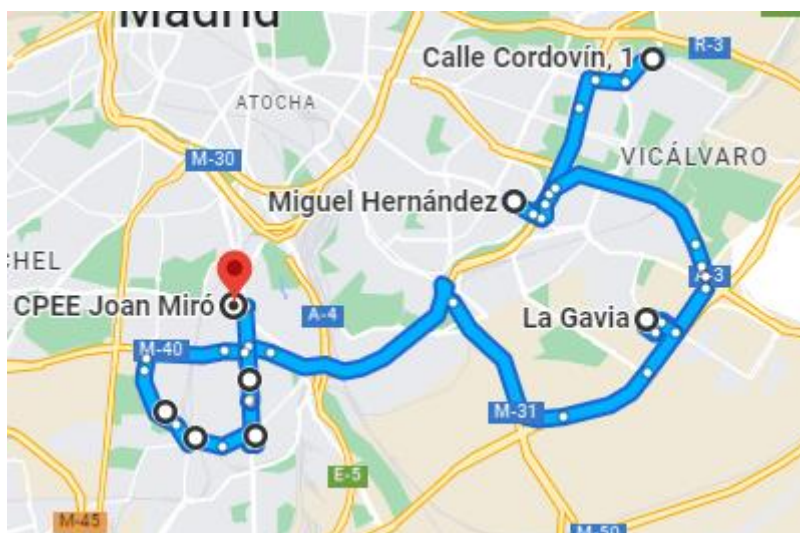 Madrid
Calle Cordovín, 1
R-3
ATOCHA
M-30
VICÁLVARO
Miguel Hernández
CHEL
A-3
CPEE Joan Miró
A-4
La Gavia
M-40
M-31
E-5
M-45
M-50